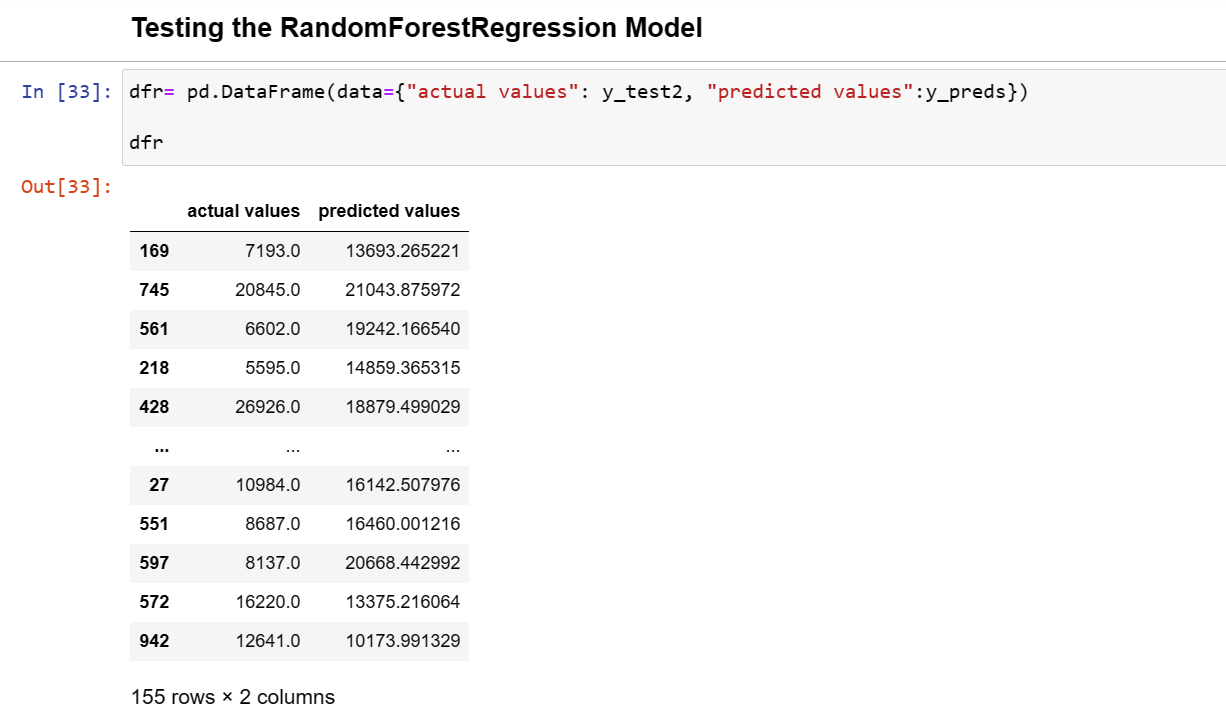 Testing the RandomForestRegression Model
In [33]: dfr= pd.DataFrame(data={"actual values": y_test2, "predicted values":y_preds})
dfr
Out[33]:
actual values predicted values
169 7193.0 13693.265221
745 20845.0 21043.875972
561 6602.0 19242.166540
218 5595.0 14859.365315
428 26926.0 18879.499029
... ... ...
27 10984.0 16142.507976
551 8687.0 16460.001216
597 8137.0 20668.442992
572 16220.0 13375.216064
942 12641.0 10173.991329
155 rows × 2 columns